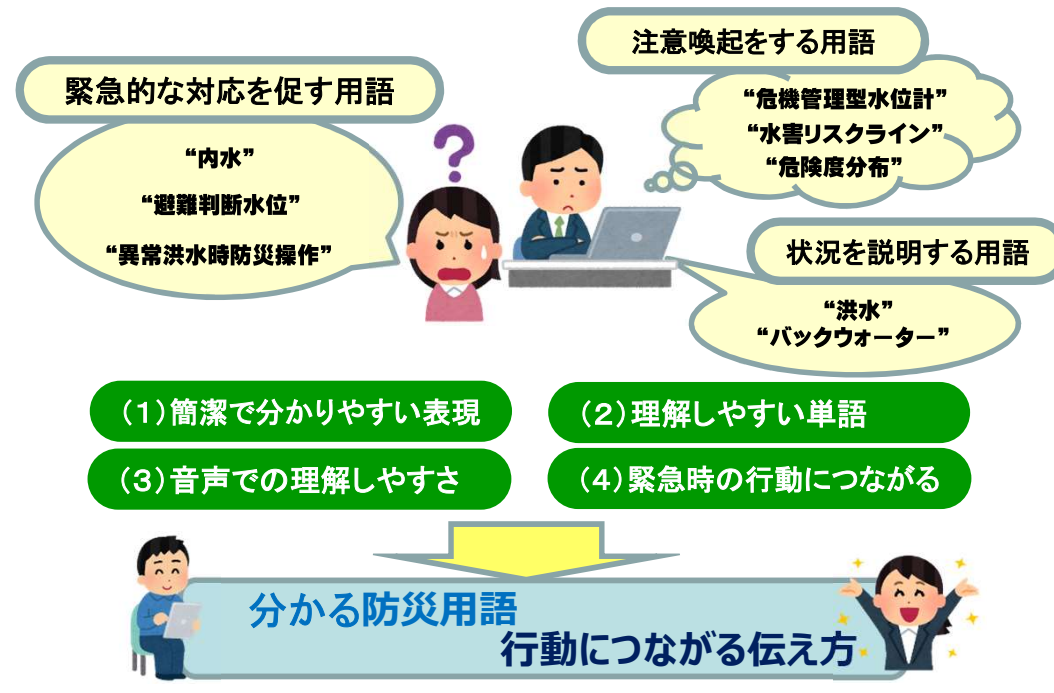 緊急的な対応を促す用語
“内水”
“避難判断水位”
“異常洪水時防災操作”
?
注意喚起をする用語
“危機管理型水位計”
“水害リスクライン”
“危険度分布”
状況を説明する用語
“洪水”
“バックウォーター”
（1）簡潔で分かりやすい表現
（2）理解しやすい単語
（3）音声での理解しやすさ
（4）緊急時の行動につながる
分かる防災用語
行動につながる伝え方